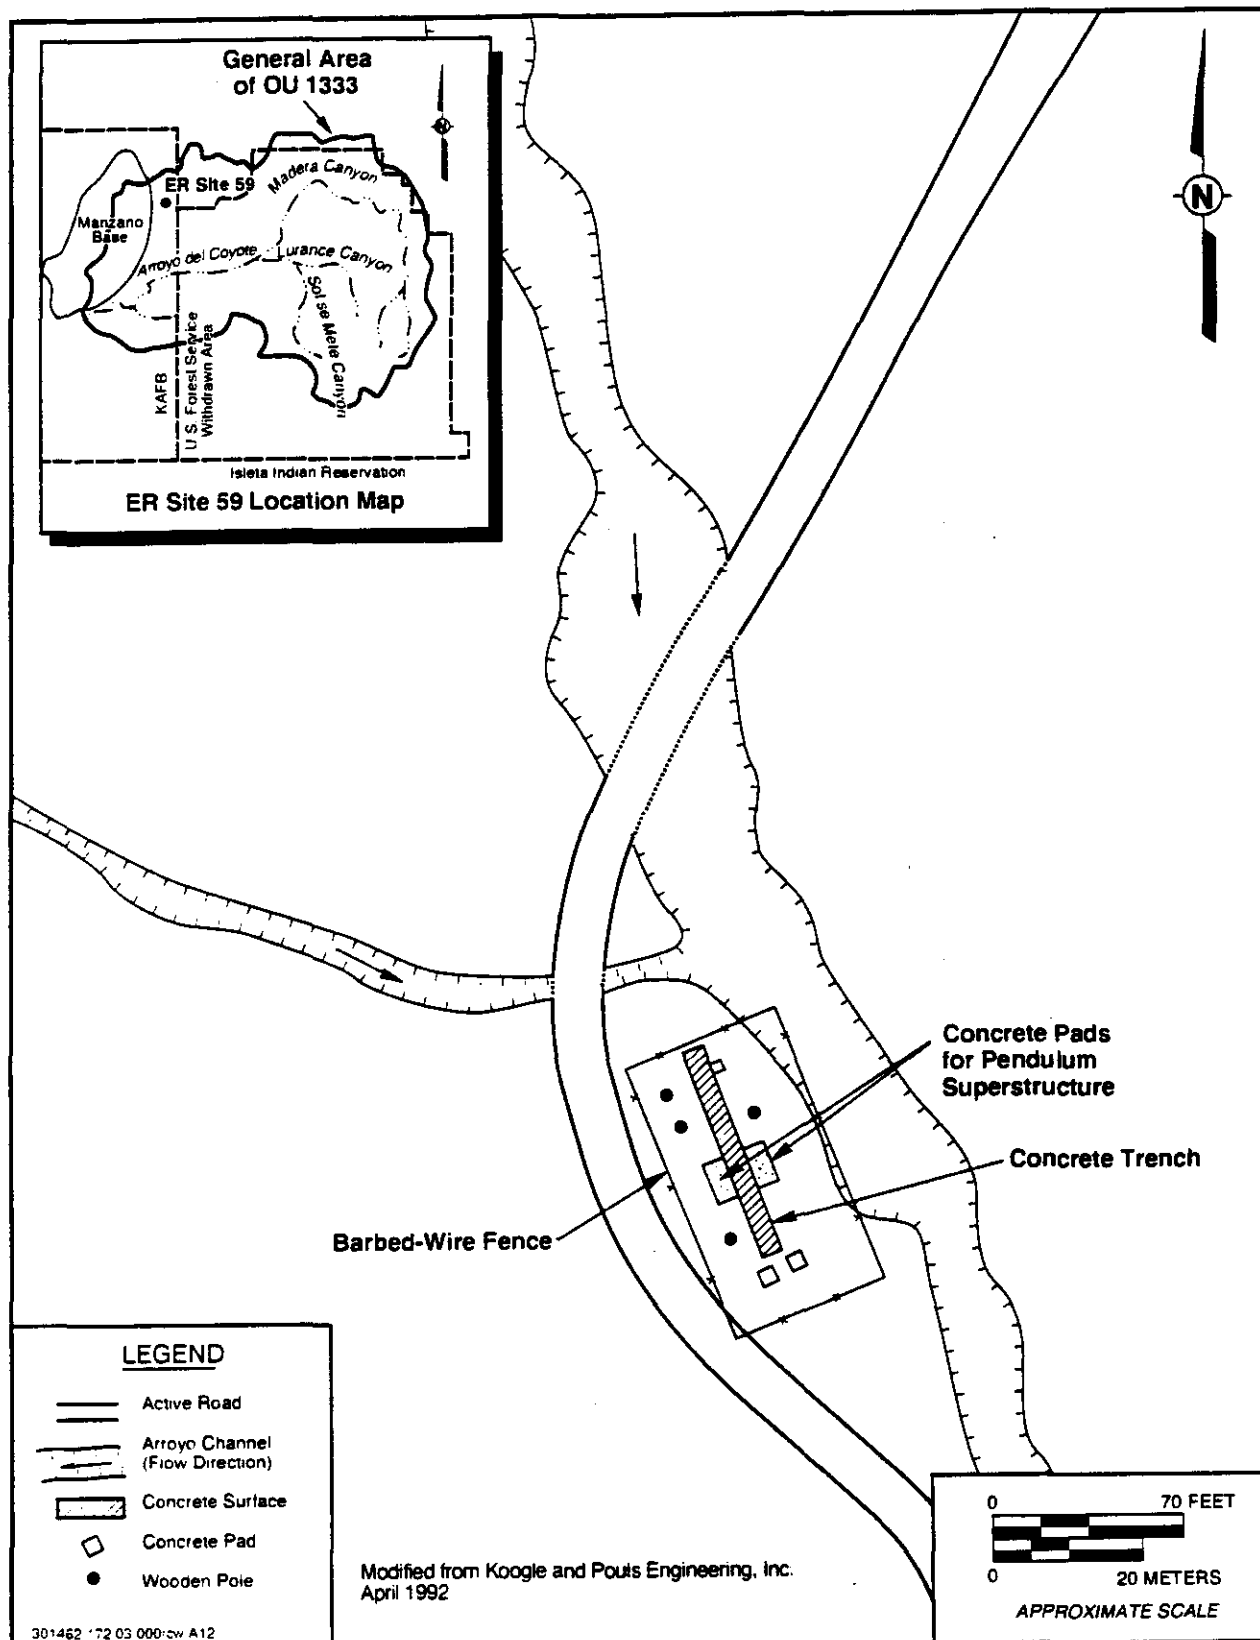 General Area
of OU 1333
N
ER Site 59
Madera Canyon
Manzano
Base
Arroyo del Coyote
Lurance Canyon
Sol se Mete Canyon
KAFB
U.S. Forest Service
Withdrawn Area
Isleta Indian Reservation
ER Site 59 Location Map
N
Concrete Pads
for Pendulum
Superstructure
Concrete Trench
Barbed-Wire Fence
LEGEND
Active Road
Arroyo Channel
(Flow Direction)
Concrete Surface
Concrete Pad
Wooden Pole
Modified from Koogle and Pouls Engineering, Inc.
April 1992
0 70 FEET
0 20 METERS
APPROXIMATE SCALE
A12